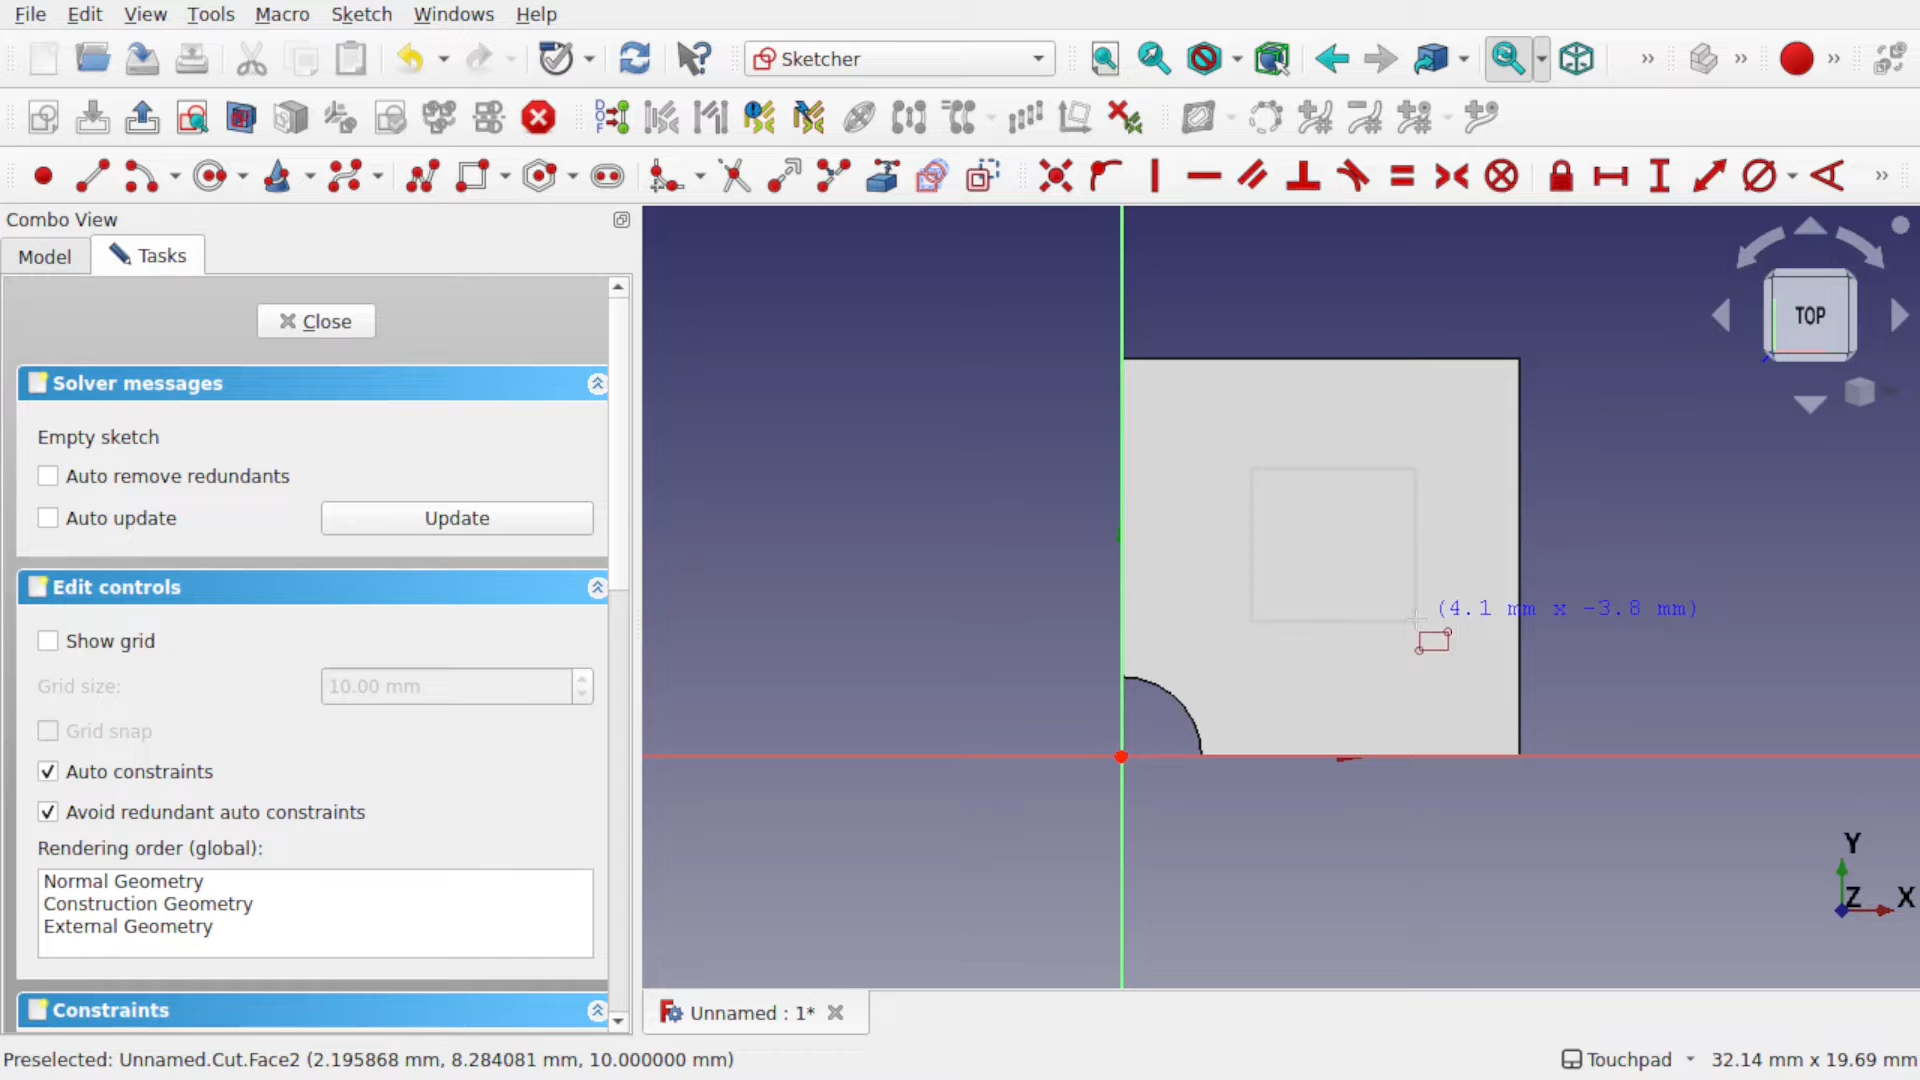 File Edit View Tools Macro Sketch Windows Help
Sketcher
Combo View
Model Tasks
Close
Solver messages
Empty sketch
Auto remove redundants
Auto update Update
Edit controls
Show grid
Grid size: 10.00 mm
Grid snap
Auto constraints
Avoid redundant auto constraints
Rendering order (global):
Normal Geometry
Construction Geometry
External Geometry
Constraints
TOP
(4.1 mm x -3.8 mm)
Y
Z X
Unnamed : 1*
Preselected: Unnamed.Cut.Face2 (2.195868 mm, 8.284081 mm, 10.000000 mm)
Touchpad 32.14 mm x 19.69 mm